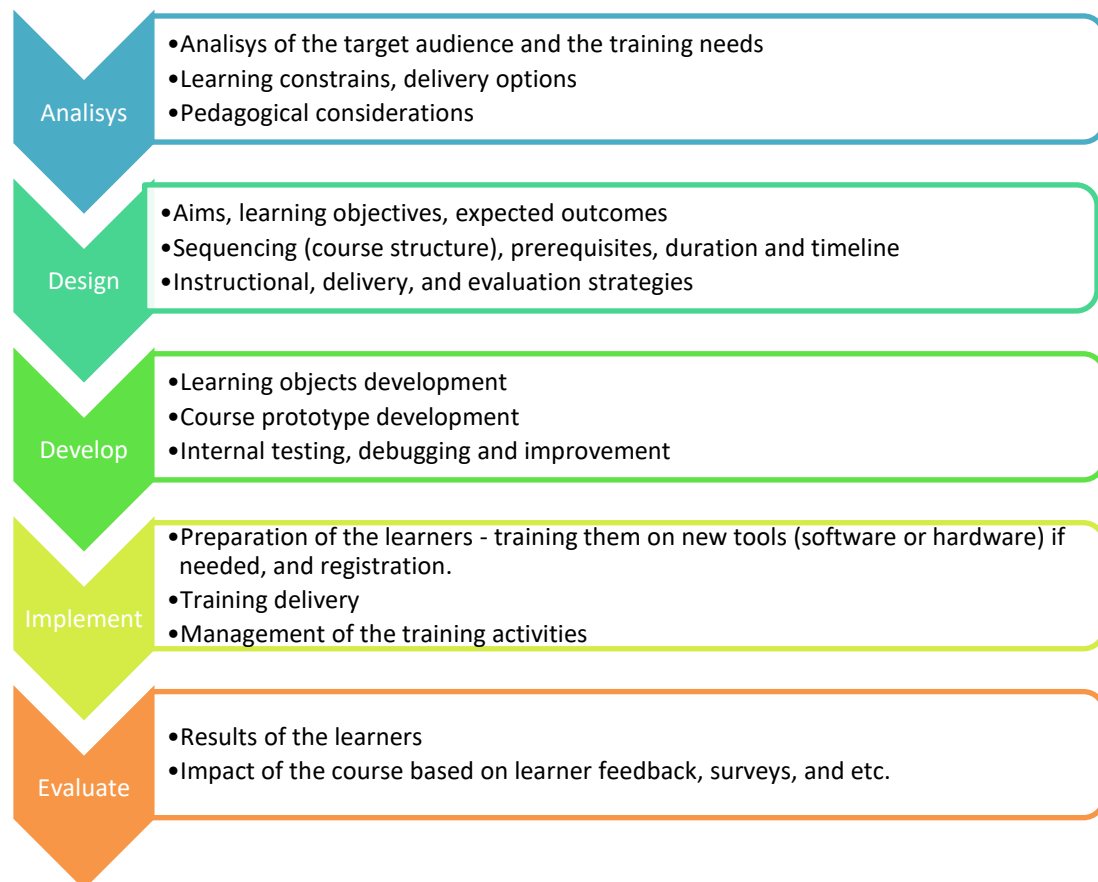 Analisys
•Analisys of the target audience and the training needs
•Learning constrains, delivery options
•Pedagogical considerations
Design
•Aims, learning objectives, expected outcomes
•Sequencing (course structure), prerequisites, duration and timeline
•Instructional, delivery, and evaluation strategies
Develop
•Learning objects development
•Course prototype development
•Internal testing, debugging and improvement
Implement
•Preparation of the learners - training them on new tools (software or hardware) if
needed, and registration.
•Training delivery
•Management of the training activities
Evaluate
•Results of the learners
•Impact of the course based on learner feedback, surveys, and etc.